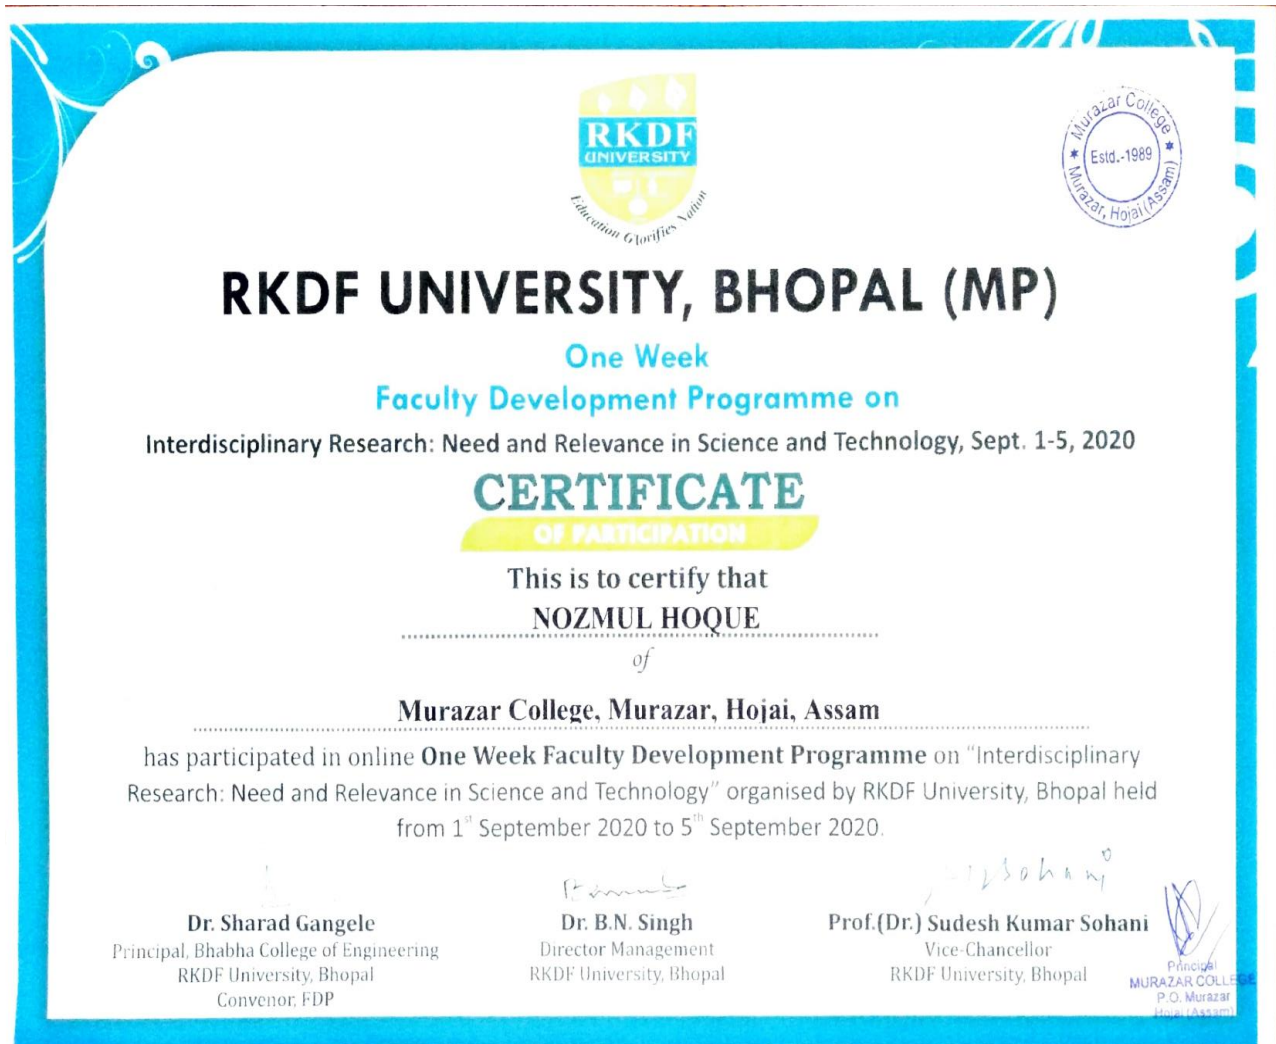 RKDF
UNIVERSITY
Education Glorifies Nation
Murazar College
Estd.-1989
Murazar, Hojai (Assam)
RKDF UNIVERSITY, BHOPAL (MP)
One Week
Faculty Development Programme on
Interdisciplinary Research: Need and Relevance in Science and Technology, Sept. 1-5, 2020
CERTIFICATE
OF PARTICIPATION
This is to certify that
NOZMUL HOQUE
of
Murazar College, Murazar, Hojai, Assam
has participated in online One Week Faculty Development Programme on “Interdisciplinary
Research: Need and Relevance in Science and Technology” organised by RKDF University, Bhopal held
from 1st September 2020 to 5th September 2020.
Dr. Sharad Gangele
Principal, Bhabha College of Engineering
RKDF University, Bhopal
Convenor, FDP
Dr. B.N. Singh
Director Management
RKDF University, Bhopal
Sohani
Prof.(Dr.) Sudesh Kumar Sohani
Vice-Chancellor
RKDF University, Bhopal
Principal
MURAZAR COLLEGE
P.O. Murazar
Hojai (Assam)